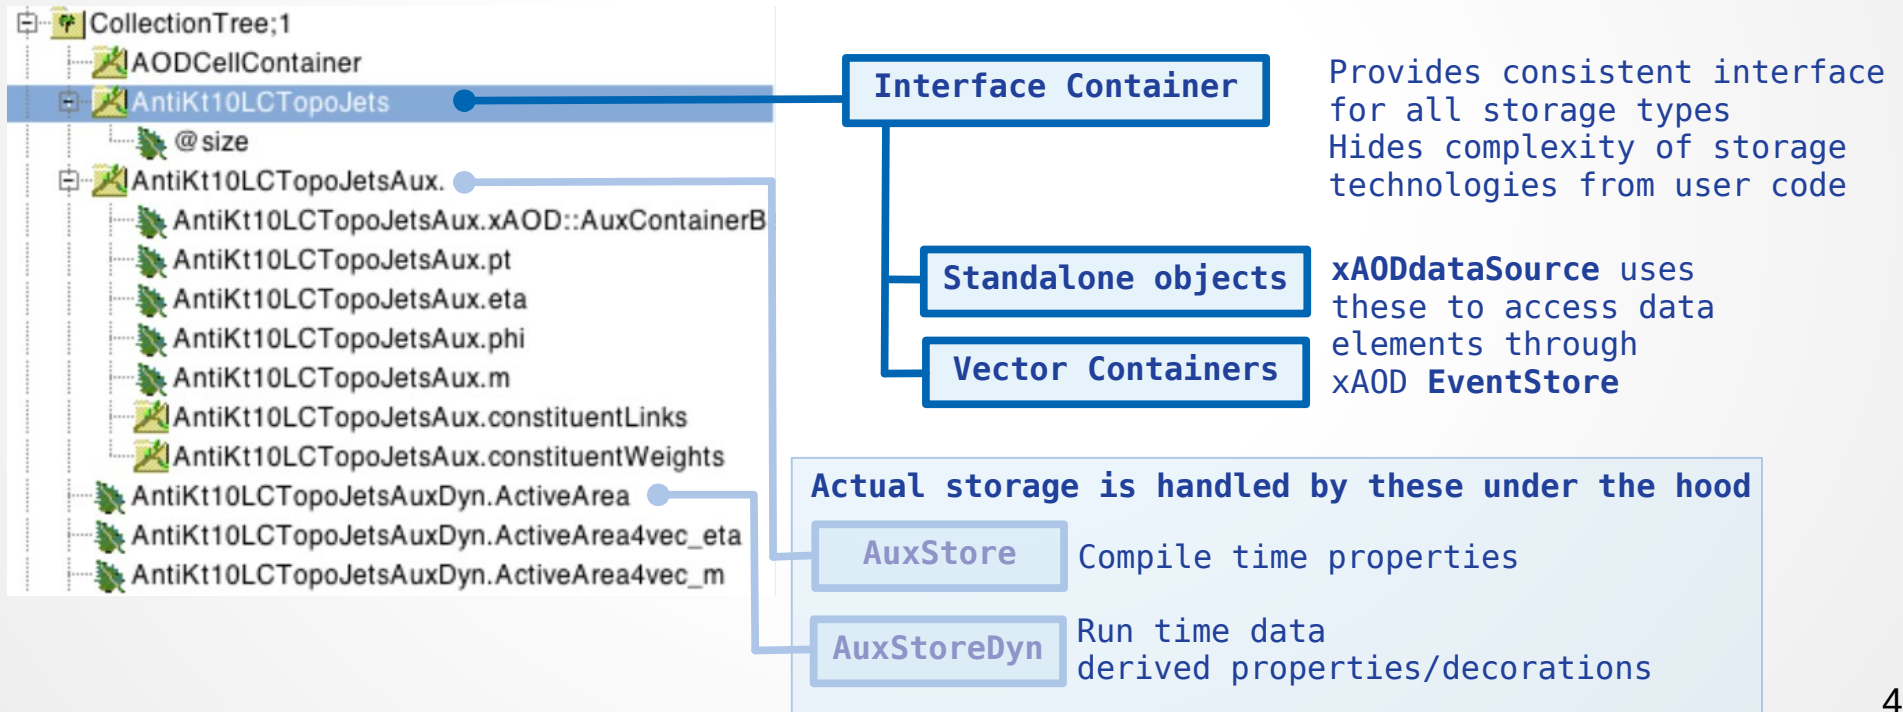 CollectionTree;1
AODCellContainer
AntiKt10LCTopoJets
@size
AntiKt10LCTopoJetsAux.
AntiKt10LCTopoJetsAux.xAOD::AuxContainerB
AntiKt10LCTopoJetsAux.pt
AntiKt10LCTopoJetsAux.eta
AntiKt10LCTopoJetsAux.phi
AntiKt10LCTopoJetsAux.m
AntiKt10LCTopoJetsAux.constituentLinks
AntiKt10LCTopoJetsAux.constituentWeights
AntiKt10LCTopoJetsAuxDyn.ActiveArea
AntiKt10LCTopoJetsAuxDyn.ActiveArea4vec_eta
AntiKt10LCTopoJetsAuxDyn.ActiveArea4vec_m
Interface Container
Provides consistent interface
for all storage types
Hides complexity of storage
technologies from user code
Standalone objects
Vector Containers
xAODdataSource uses
these to access data
elements through
xAOD EventStore
Actual storage is handled by these under the hood
AuxStore
Compile time properties
AuxStoreDyn
Run time data
derived properties/decorations
4